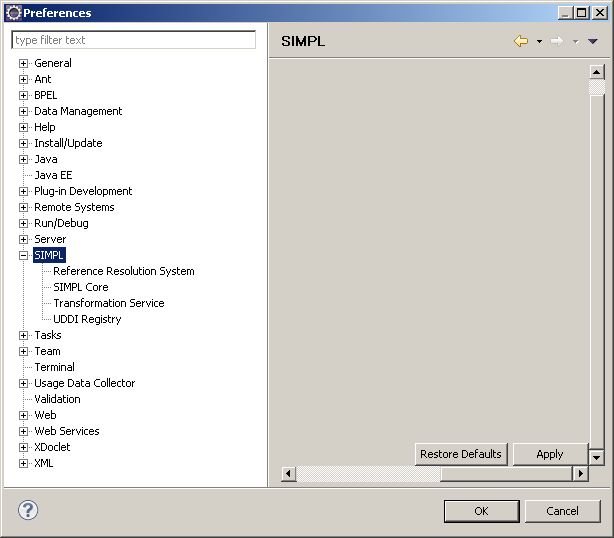 Preferences
type filter text
SIMPL
General
Ant
BPEL
Data Management
Help
Install/Update
Java
Java EE
Plug-in Development
Remote Systems
Run/Debug
Server
SIMPL
Reference Resolution System
SIMPL Core
Transformation Service
UDDI Registry
Tasks
Team
Terminal
Usage Data Collector
Validation
Web
Web Services
XDoclet
XML
Restore Defaults Apply
OK Cancel